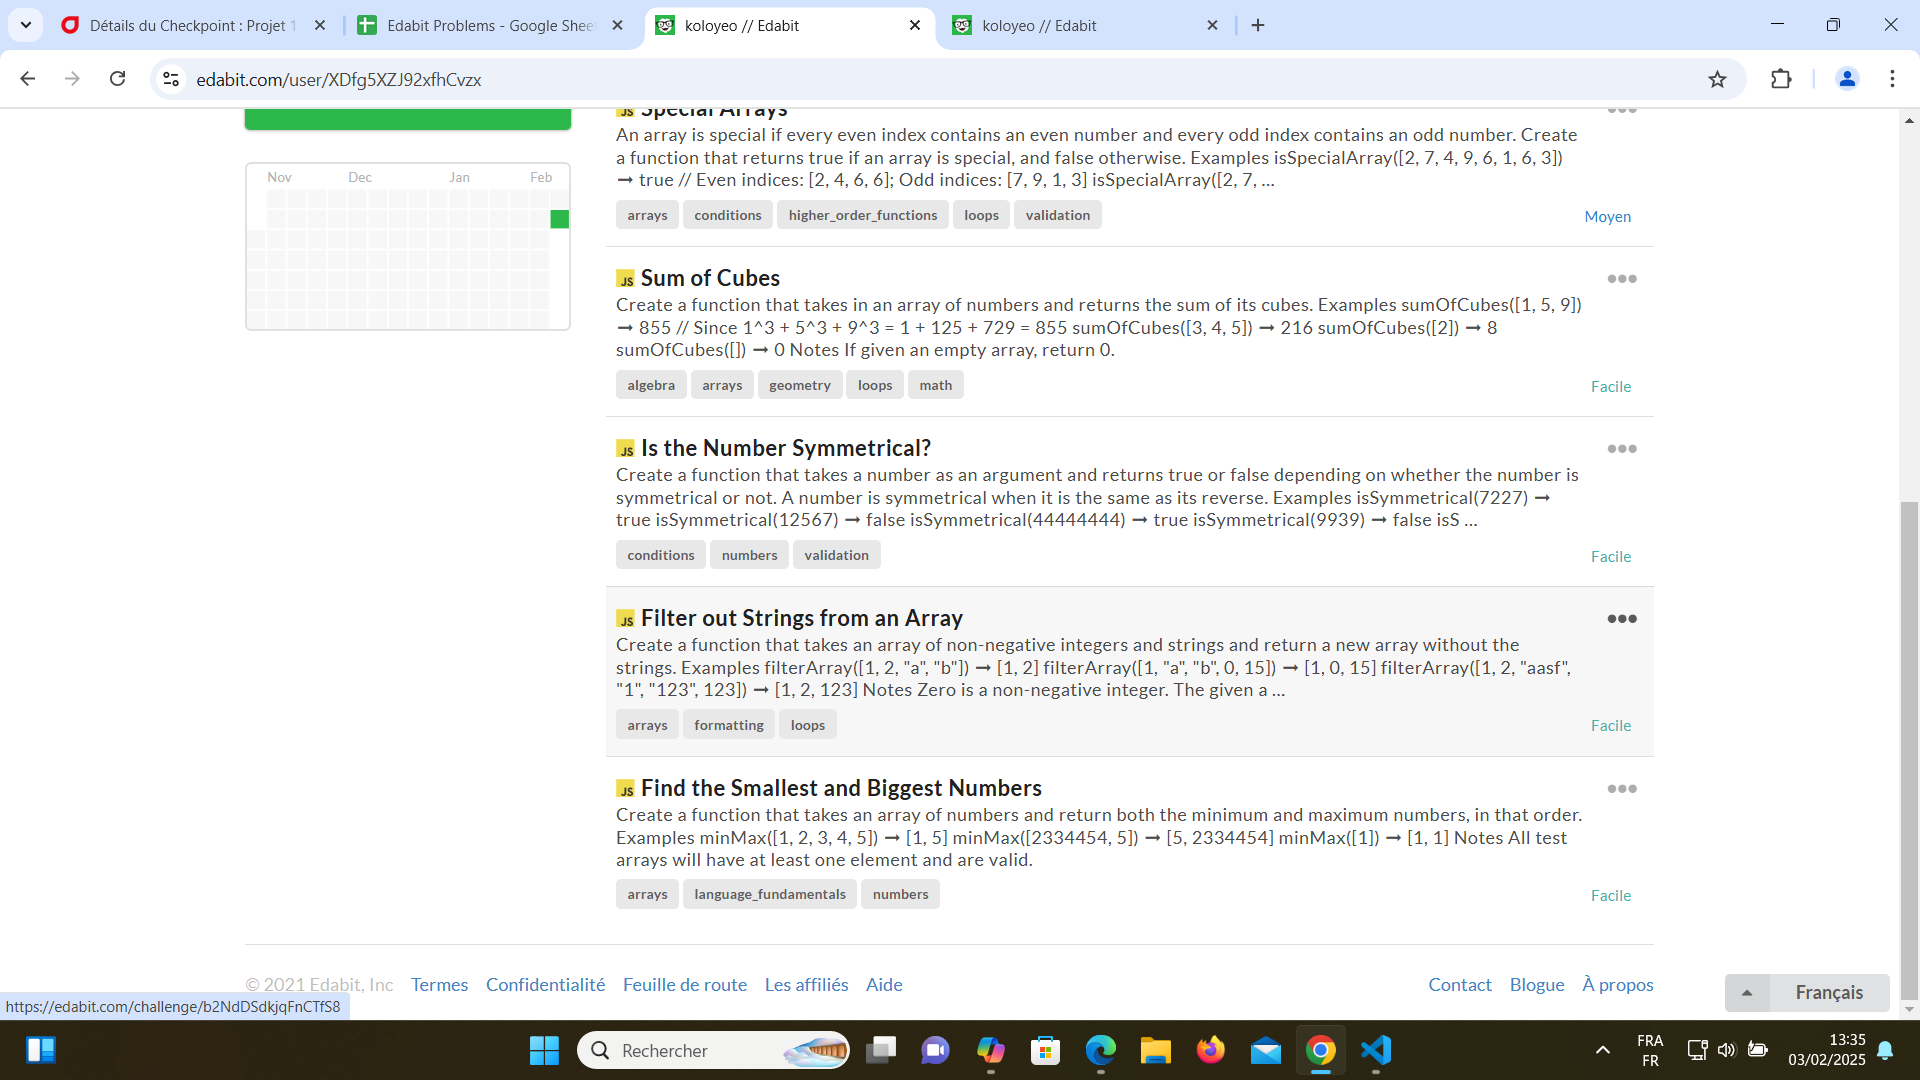 Détails du Checkpoint : Projet 1
Edabit Problems - Google Shee
koloyeo // Edabit
koloyeo // Edabit
edabit.com/user/XDfg5XZJ92xfhCvzx
Nov Dec Jan Feb
JS Special Arrays
An array is special if every even index contains an even number and every odd index contains an odd number. Create
a function that returns true if an array is special, and false otherwise. Examples isSpecialArray([2, 7, 4, 9, 6, 1, 6, 3])
➞ true // Even indices: [2, 4, 6, 6]; Odd indices: [7, 9, 1, 3] isSpecialArray([2, 7, ...
arrays conditions higher_order_functions loops validation
Moyen
JS Sum of Cubes
Create a function that takes in an array of numbers and returns the sum of its cubes. Examples sumOfCubes([1, 5, 9])
➞ 855 // Since 1^3 + 5^3 + 9^3 = 1 + 125 + 729 = 855 sumOfCubes([3, 4, 5]) ➞ 216 sumOfCubes([2]) ➞ 8
sumOfCubes([]) ➞ 0 Notes If given an empty array, return 0.
algebra arrays geometry loops math
Facile
JS Is the Number Symmetrical?
Create a function that takes a number as an argument and returns true or false depending on whether the number is
symmetrical or not. A number is symmetrical when it is the same as its reverse. Examples isSymmetrical(7227) ➞
true isSymmetrical(12567) ➞ false isSymmetrical(44444444) ➞ true isSymmetrical(9939) ➞ false isS ...
conditions numbers validation
Facile
JS Filter out Strings from an Array
Create a function that takes an array of non-negative integers and strings and return a new array without the
strings. Examples filterArray([1, 2, "a", "b"]) ➞ [1, 2] filterArray([1, "a", "b", 0, 15]) ➞ [1, 0, 15] filterArray([1, 2, "aasf",
"1", "123", 123]) ➞ [1, 2, 123] Notes Zero is a non-negative integer. The given a ...
arrays formatting loops
Facile
JS Find the Smallest and Biggest Numbers
Create a function that takes an array of numbers and return both the minimum and maximum numbers, in that order.
Examples minMax([1, 2, 3, 4, 5]) ➞ [1, 5] minMax([2334454, 5]) ➞ [5, 2334454] minMax([1]) ➞ [1, 1] Notes All test
arrays will have at least one element and are valid.
arrays language_fundamentals numbers
Facile
© 2021 Edabit, Inc Termes Confidentialité Feuille de route Les affiliés Aide
Contact Blogue À propos
Français
https://edabit.com/challenge/b2NdDSdkjqFnCTfS8
Rechercher
FRA
FR
13:35
03/02/2025